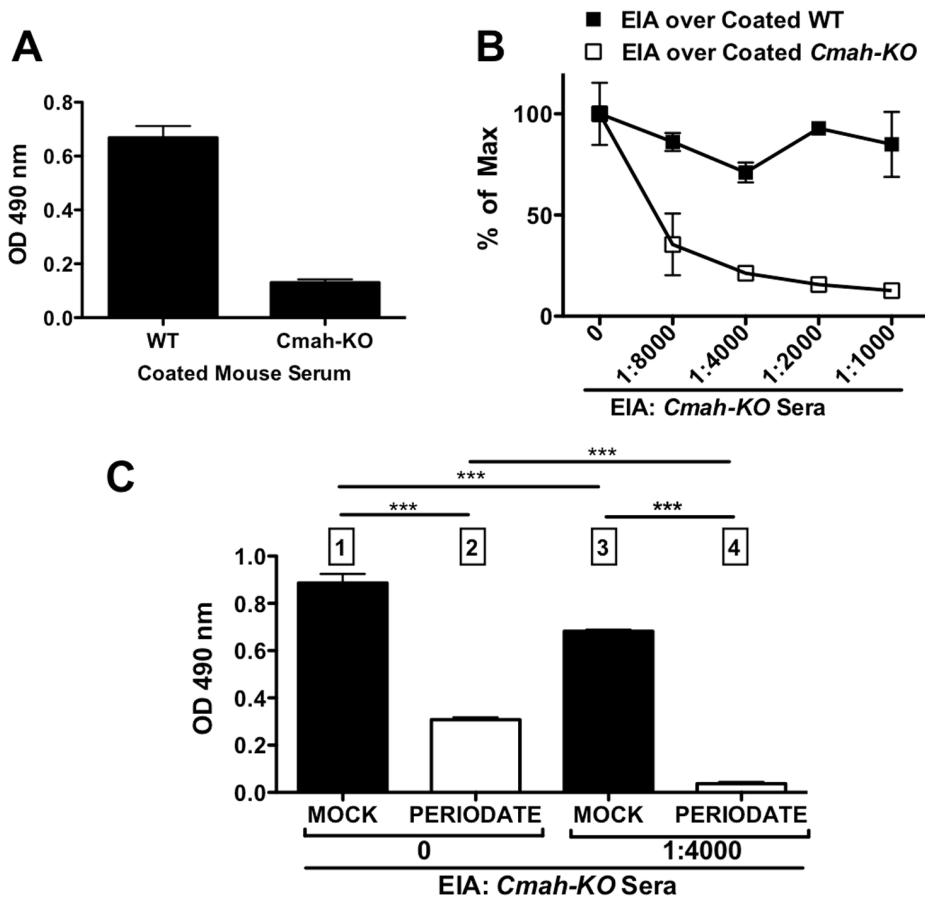 A
OD 490 nm
0.8
0.6
0.4
0.2
0.0
WT
Cmah-KO
Coated Mouse Serum
B
EIA over Coated WT
EIA over Coated Cmah-KO
% of Max
100
50
0
0
1:8000
1:4000
1:2000
1:1000
EIA: Cmah-KO Sera
C
***
***
***
***
1
2
3
4
OD 490 nm
1.0
0.8
0.6
0.4
0.2
0.0
MOCK
PERIODATE
MOCK
PERIODATE
0
1:4000
EIA: Cmah-KO Sera